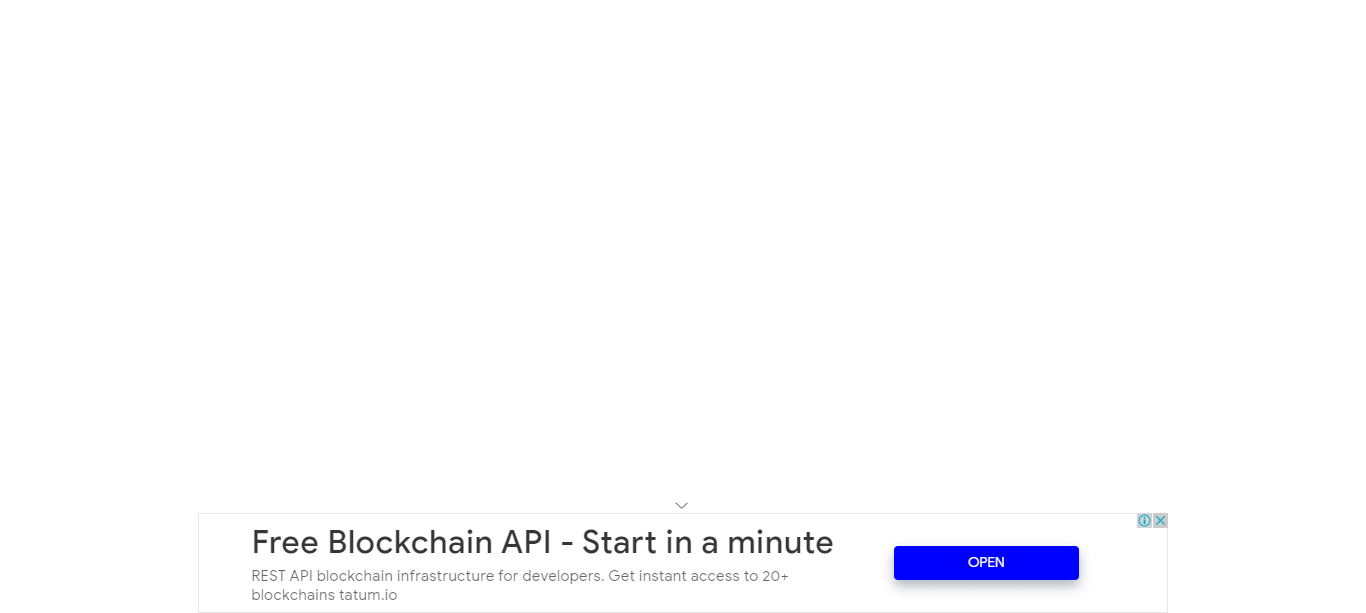 Free Blockchain API - Start in a minute
REST API blockchain infrastructure for developers. Get instant access to 20+
blockchains tatum.io
OPEN